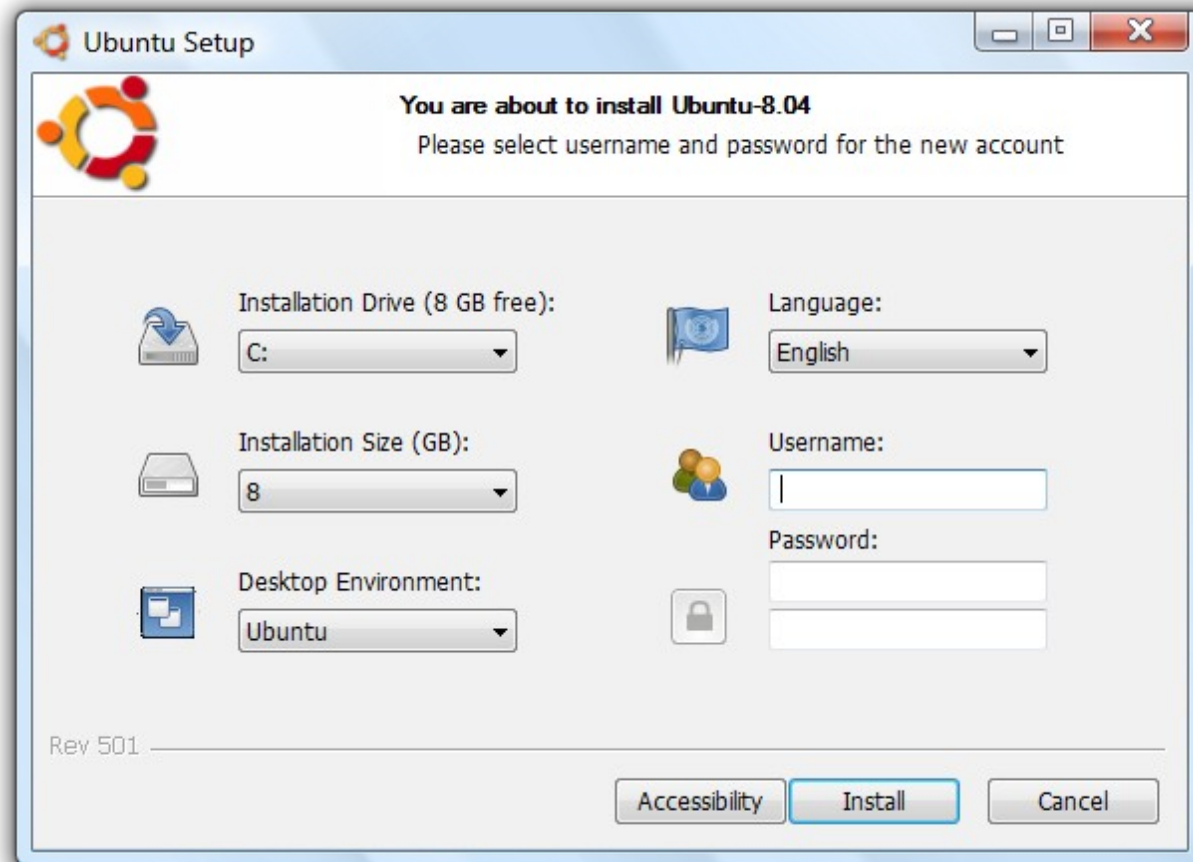 Ubuntu Setup
You are about to install Ubuntu-8.04
Please select username and password for the new account
Installation Drive (8 GB free):
C:
Language:
English
Installation Size (GB):
8
Username:
Password:
Desktop Environment:
Ubuntu
Rev 501
Accessibility
Install
Cancel